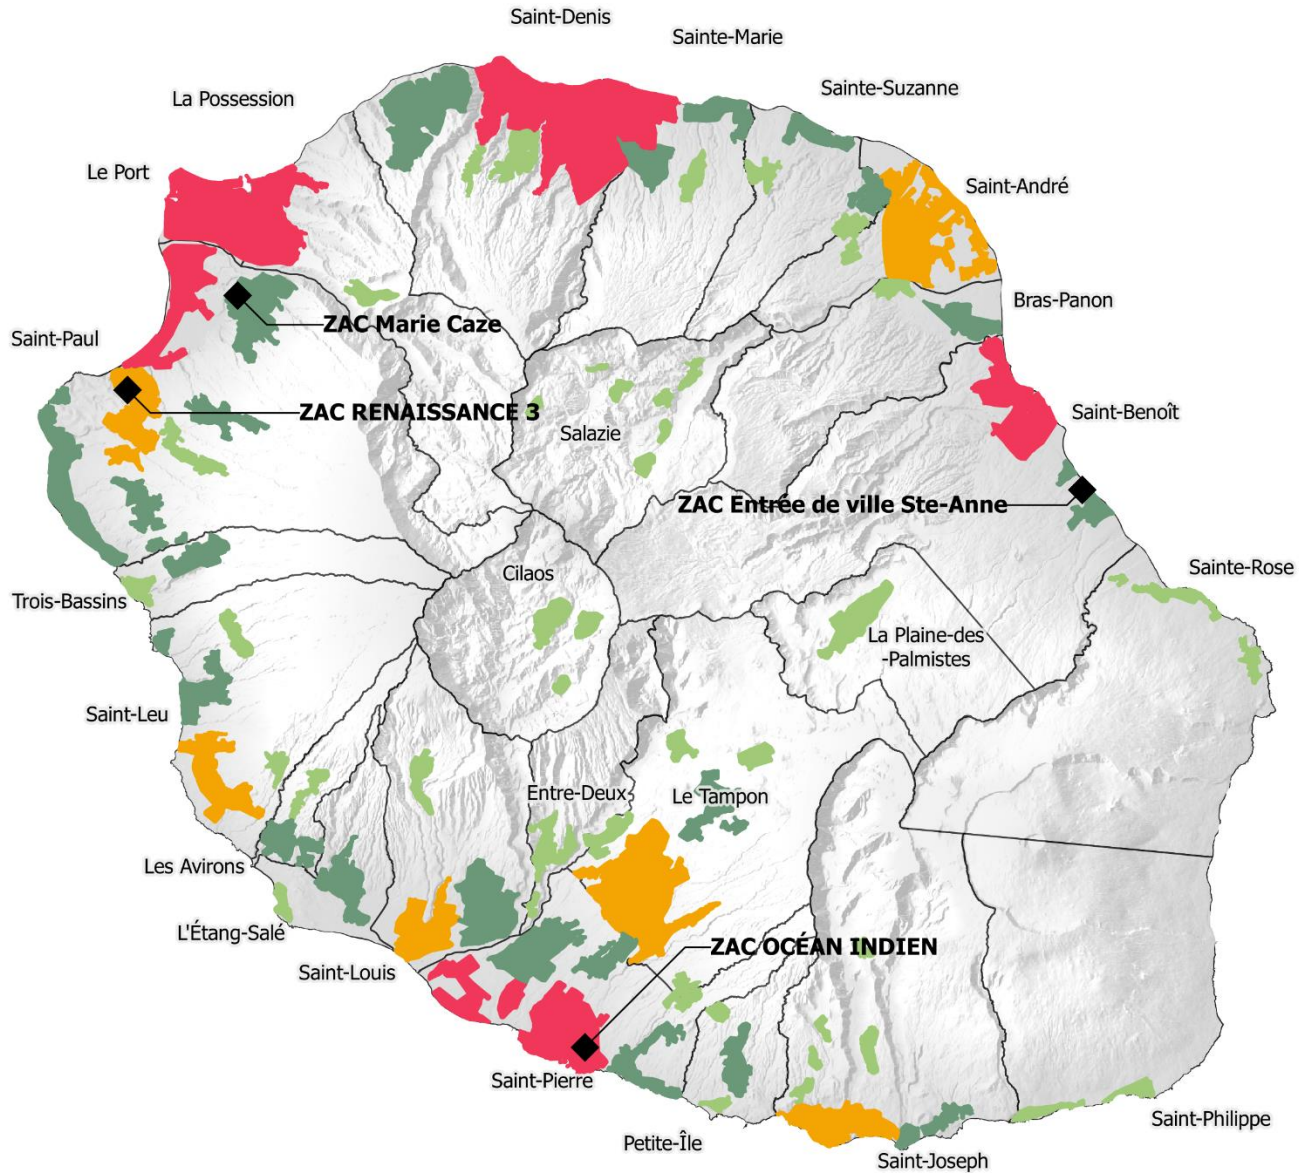 Saint-Denis
Sainte-Marie
Sainte-Suzanne
La Possession
Le Port
Saint-André
Bras-Panon
ZAC Marie Caze
Saint-Paul
ZAC RENAISSANCE 3
Saint-Benoît
Salazie
ZAC Entrée de ville Ste-Anne
Sainte-Rose
Cilaos
Trois-Bassins
La Plaine-des
-Palmistes
Saint-Leu
Entre-Deux
Le Tampon
Les Avirons
L'Étang-Salé
ZAC OCÉAN INDIEN
Saint-Louis
Saint-Pierre
Saint-Philippe
Petite-Île
Saint-Joseph